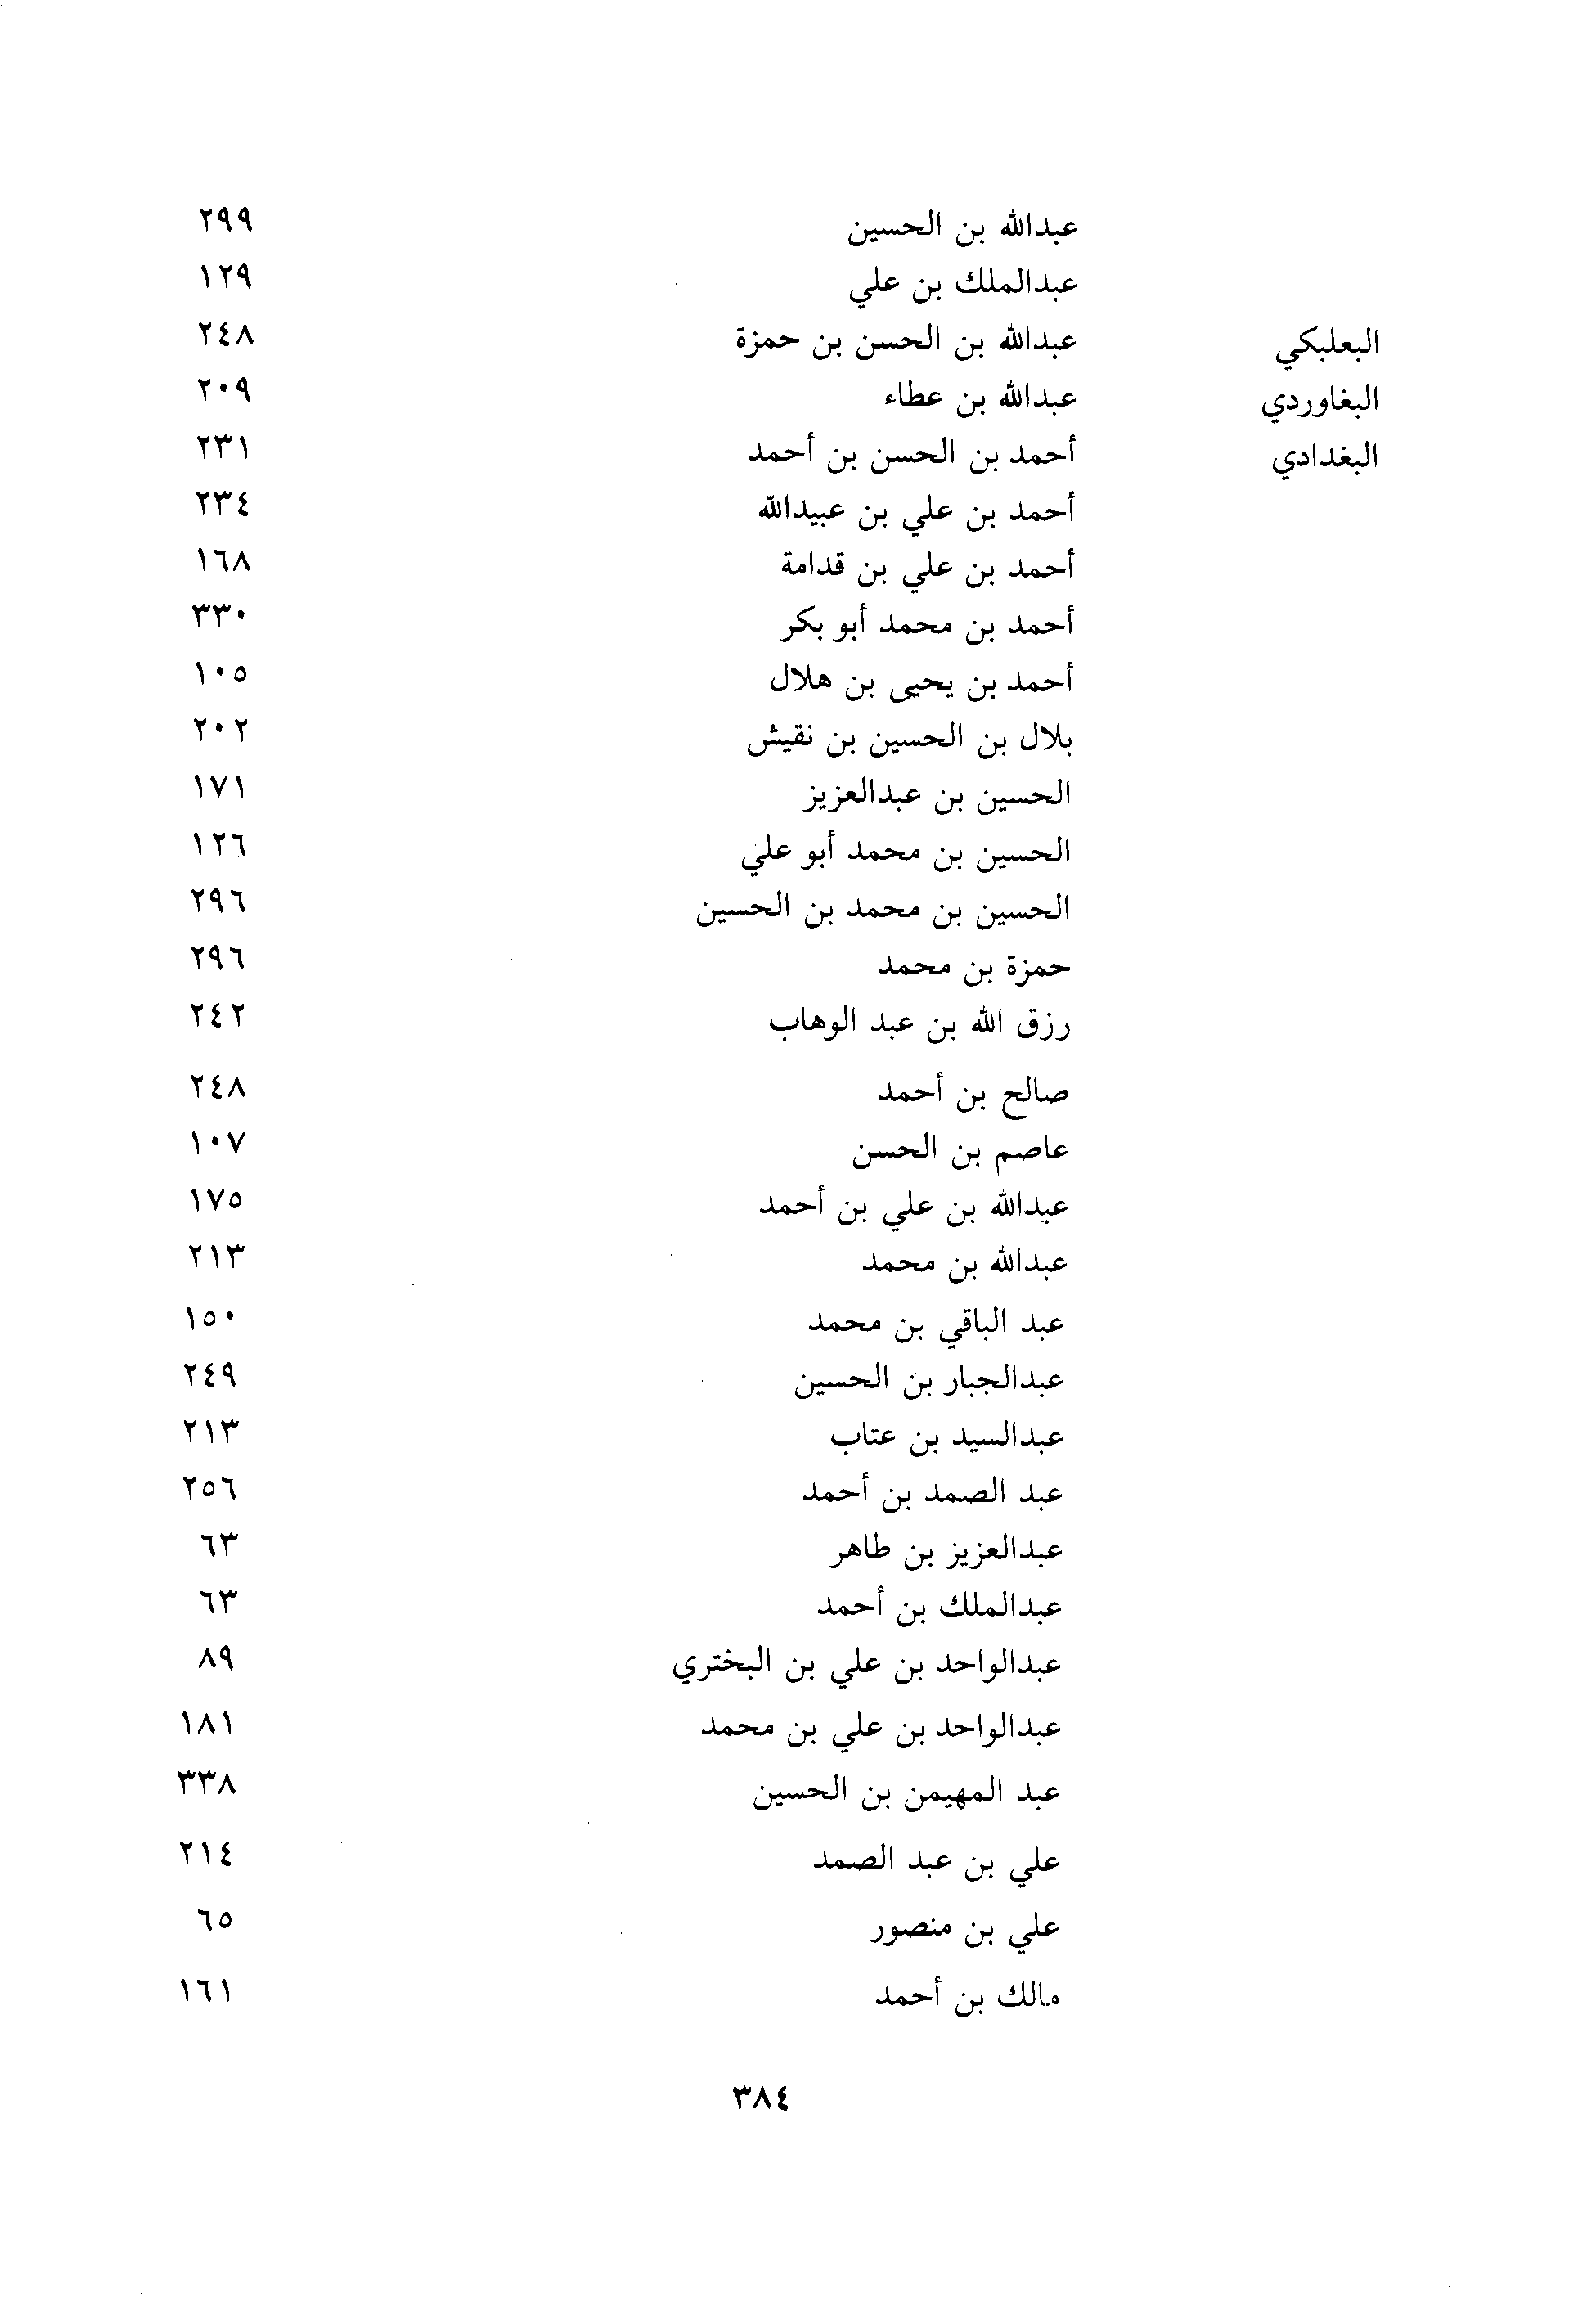 عبدالله بن الحسين ٢٩٩
عبدالملك بن علي ١٢٩
البعلبكي عبدالله بن الحسن بن حمزة ٢٤٨
البغاوردي عبدالله بن عطاء ٢٠٩
البغدادي أحمد بن الحسن بن أحمد ٢٣١
أحمد بن علي بن عبيدالله ٢٣٤
أحمد بن علي بن قدامة ١٦٨
أحمد بن محمد أبو بكر ٣٣٠
أحمد بن يحيى بن هلال ١٠٥
بلال بن الحسين بن نقيش ٢٠٢
الحسين بن عبدالعزيز ١٧١
الحسين بن محمد أبو علي ١٢٦
الحسين بن محمد بن الحسين ٢٩٦
حمزة بن محمد ٢٩٦
رزق الله بن عبد الوهاب ٢٤٢
صالح بن أحمد ٢٤٨
عاصم بن الحسن ١٠٧
عبدالله بن علي بن أحمد ١٧٥
عبدالله بن محمد ٢١٣
عبد الباقي بن محمد ١٥٠
عبدالجبار بن الحسين ٢٤٩
عبدالسيد بن عتاب ٢١٣
عبد الصمد بن أحمد ٢٥٦
عبدالعزيز بن طاهر ٦٣
عبدالملك بن أحمد ٦٣
عبدالواحد بن علي بن البختري ٨٩
عبدالواحد بن علي بن محمد ١٨١
عبد المهيمن بن الحسين ٣٣٨
علي بن عبد الصمد ٢١٤
علي بن منصور ٦٥
مالك بن أحمد ١٦١
٣٨٤